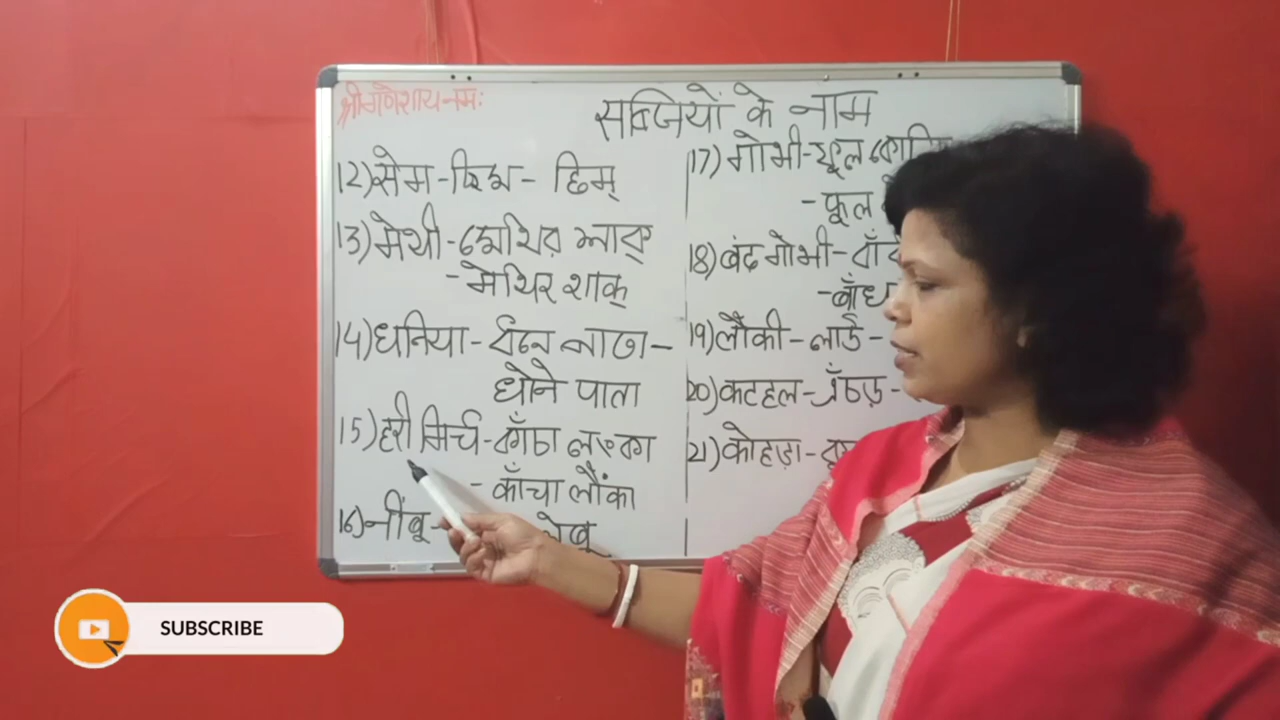 श्री गणेशाय नमः
सब्जियों के नाम
12) सेम - শিম - छिम्
13) मेथी - মেথির শাক্
- मेथिर शाक्
14) धनिया - ধনে পাতা -
धोने पाता
15) हरी मिर्च - কাঁচা লঙ্কা
- काँचा लौंका
16) नींबू -
लेबू
17) गोभी - ফুল
- फूल
18) बंद गोभी -
- बाँधा
19) लौकी - লাউ -
20) कटहल - এঁচড় -
21) कोहड़ा -
SUBSCRIBE